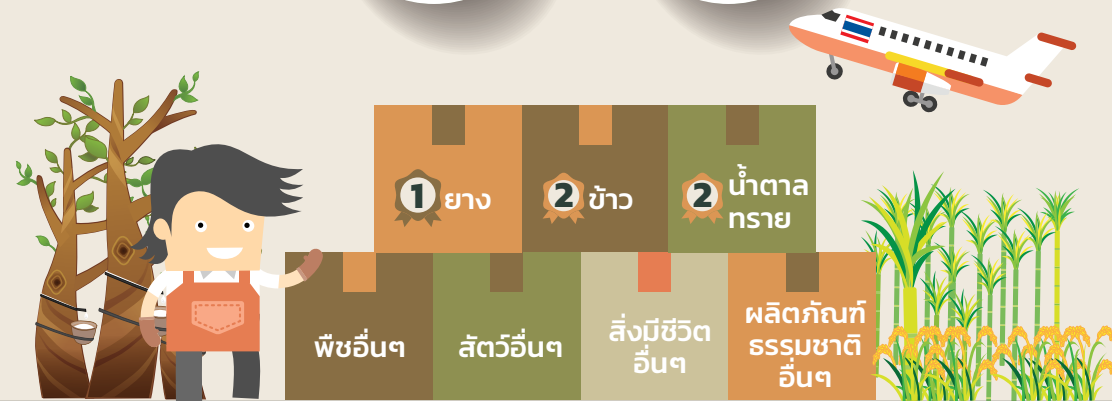 1 ยาง
2 ข้าว
2 น้ำตาล
ทราย
พืชอื่นๆ
สัตว์อื่นๆ
สิ่งมีชีวิต
อื่นๆ
ผลิตภัณฑ์
ธรรมชาติ
อื่นๆ